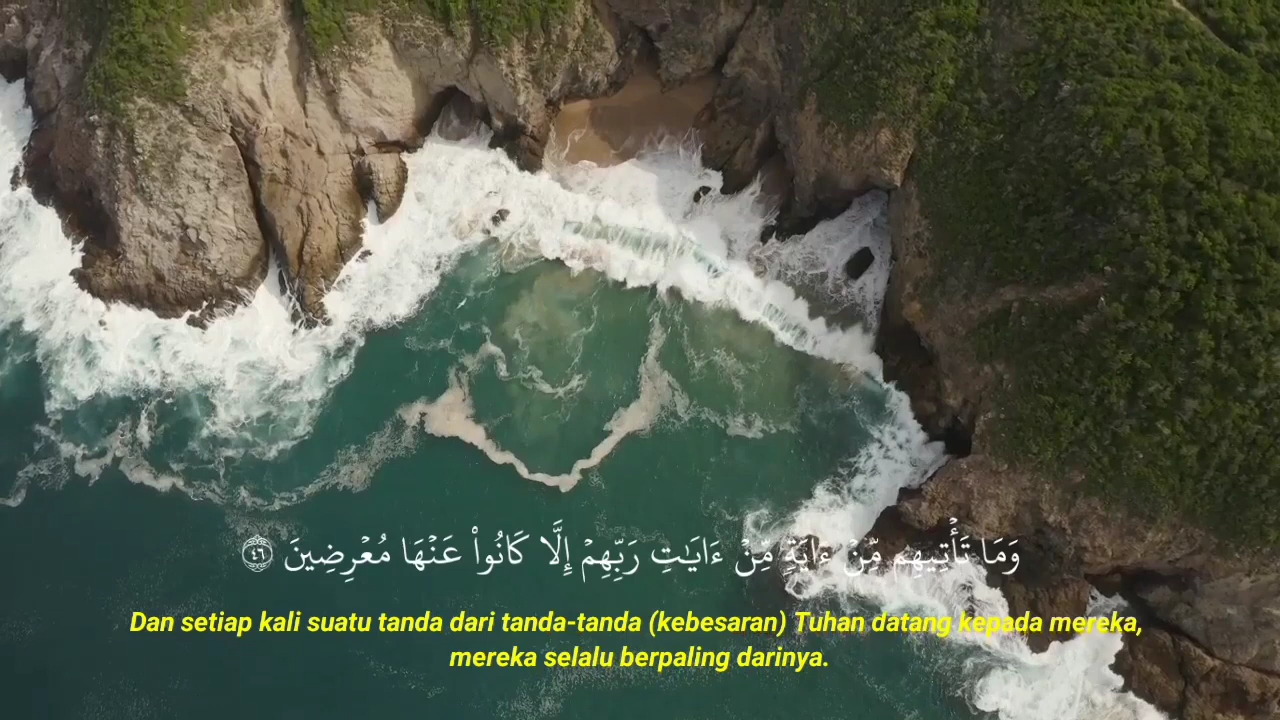 وَمَا تَأْتِيهِم مِّنْ ءَايَةٍ مِّنْ ءَايَٰتِ رَبِّهِمْ إِلَّا كَانُوا۟ عَنْهَا مُعْرِضِينَ ٤٦
Dan setiap kali suatu tanda dari tanda-tanda (kebesaran) Tuhan datang kepada mereka,
mereka selalu berpaling darinya.